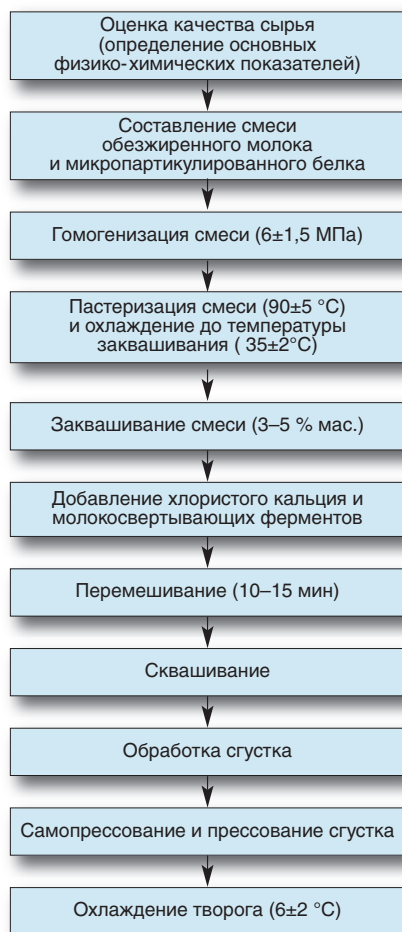 Оценка качества сырья
(определение основных
физико-химических показателей)
Составление смеси
обезжиренного молока
и микропартикулированного белка
Гомогенизация смеси (6±1,5 МПа)
Пастеризация смеси (90±5 °С)
и охлаждение до температуры
заквашивания ( 35±2°С)
Заквашивание смеси (3–5 % мас.)
Добавление хлористого кальция и
молокосвертывающих ферментов
Перемешивание (10–15 мин)
Сквашивание
Обработка сгустка
Самопрессование и прессование сгустка
Охлаждение творога (6±2 °С)